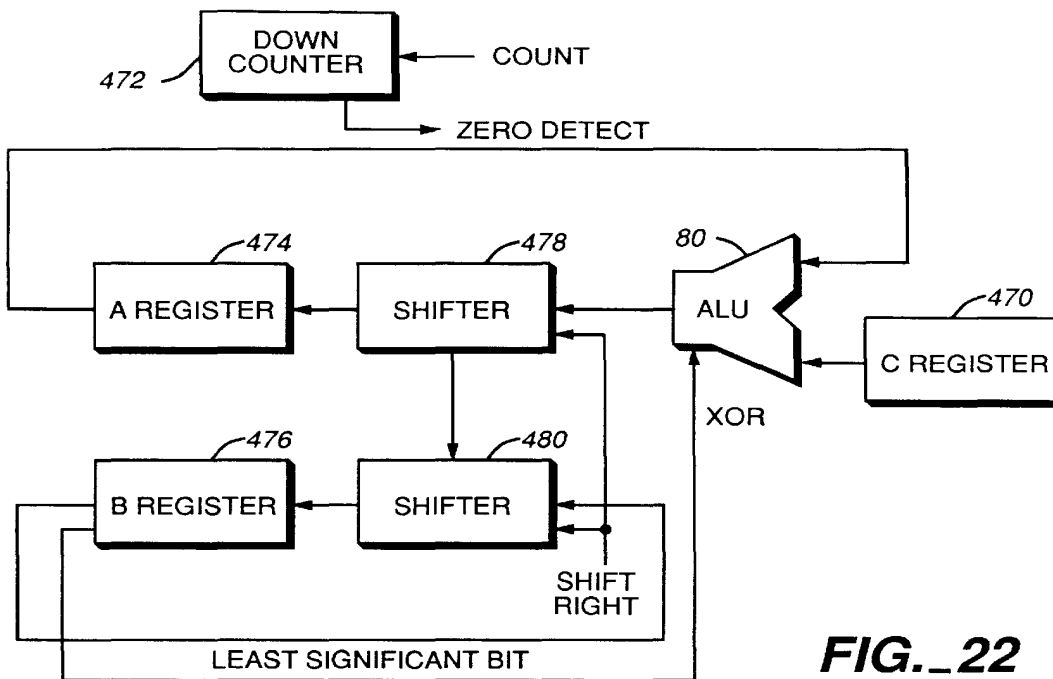 DOWN
COUNTER
472
COUNT
ZERO DETECT
474
478
80
470
A REGISTER
SHIFTER
ALU
C REGISTER
XOR
476
480
B REGISTER
SHIFTER
SHIFT
RIGHT
LEAST SIGNIFICANT BIT
FIG._22